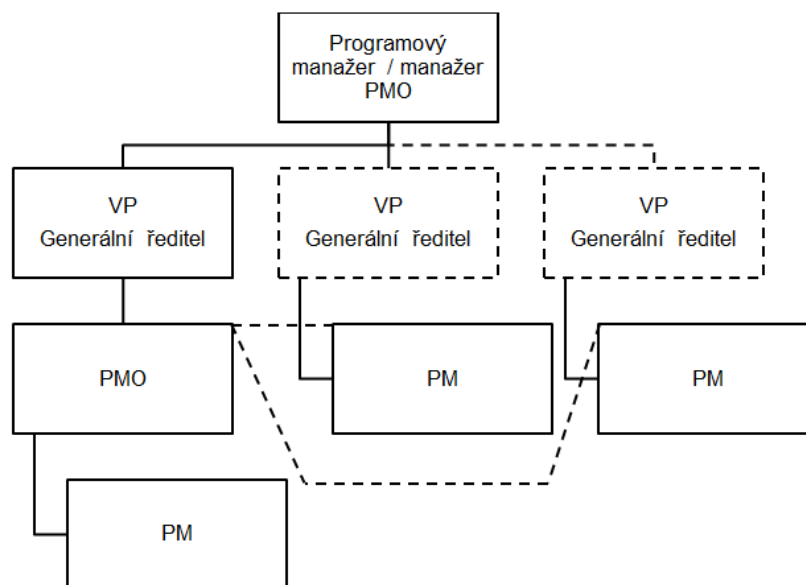 Programový
manažer / manažer
PMO
VP
Generální ředitel
VP
Generální ředitel
VP
Generální ředitel
PMO
PM
PM
PM